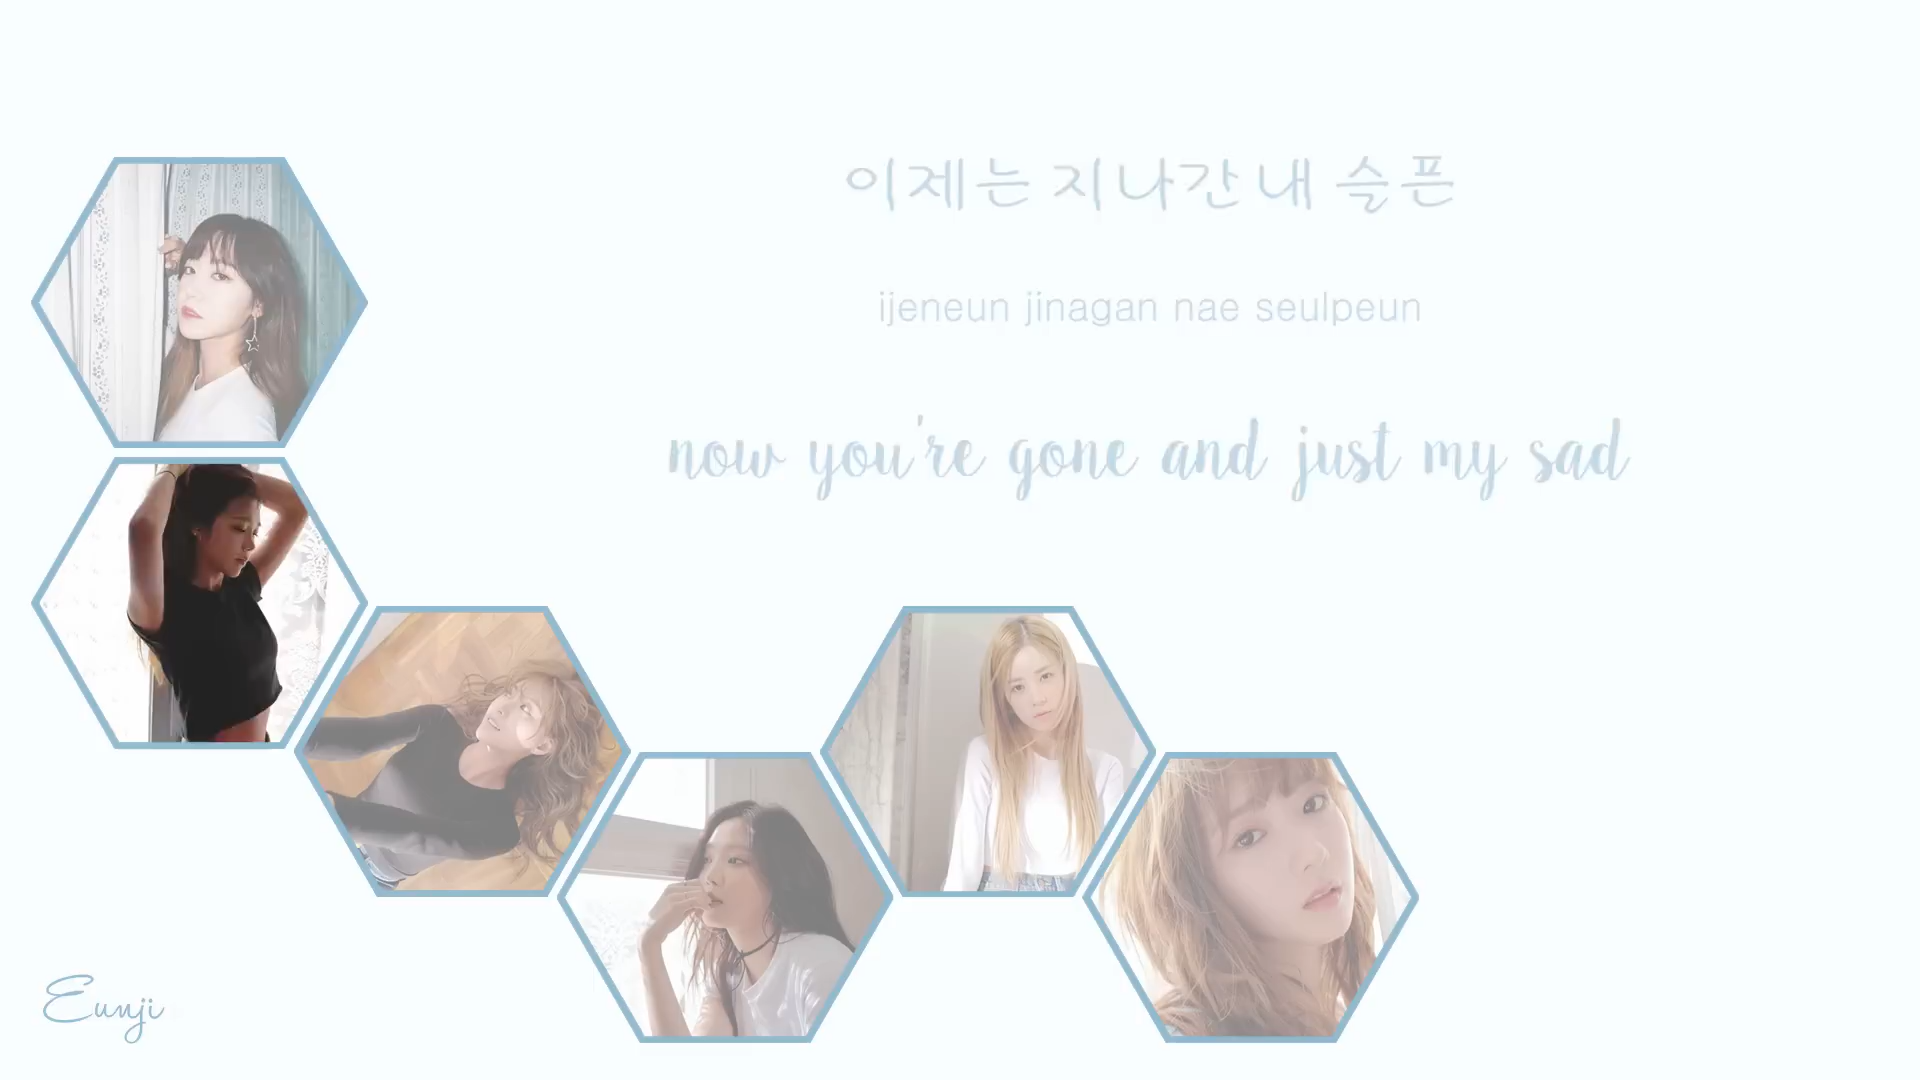 이제는 지나간 내 슬픈
ijeneun jinagan nae seulpeun
now you're gone and just my sad
Eunji